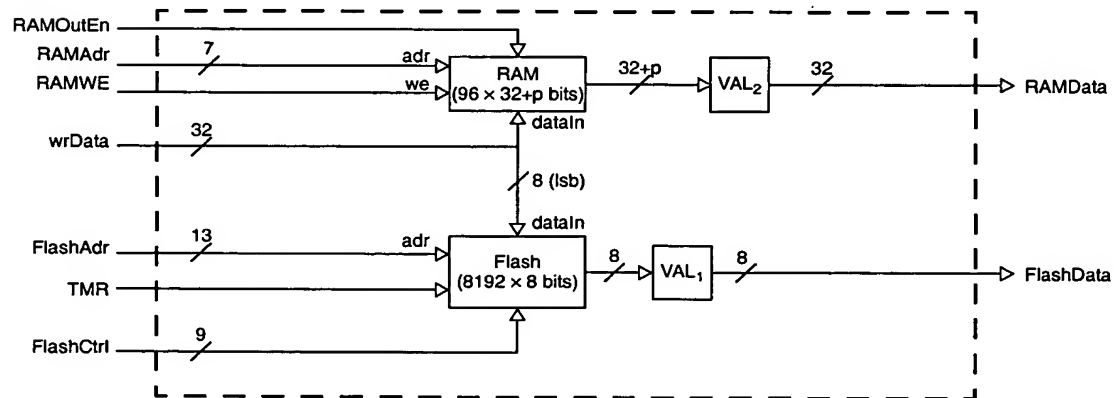 RAMOutEn
RAMAdr
7
adr
RAMWE
we
RAM
(96 × 32+p bits)
32+p
VAL₂
32
RAMData
dataIn
wrData
32
8 (lsb)
dataIn
FlashAdr
13
adr
Flash
(8192 × 8 bits)
8
VAL₁
8
FlashData
TMR
FlashCtrl
9